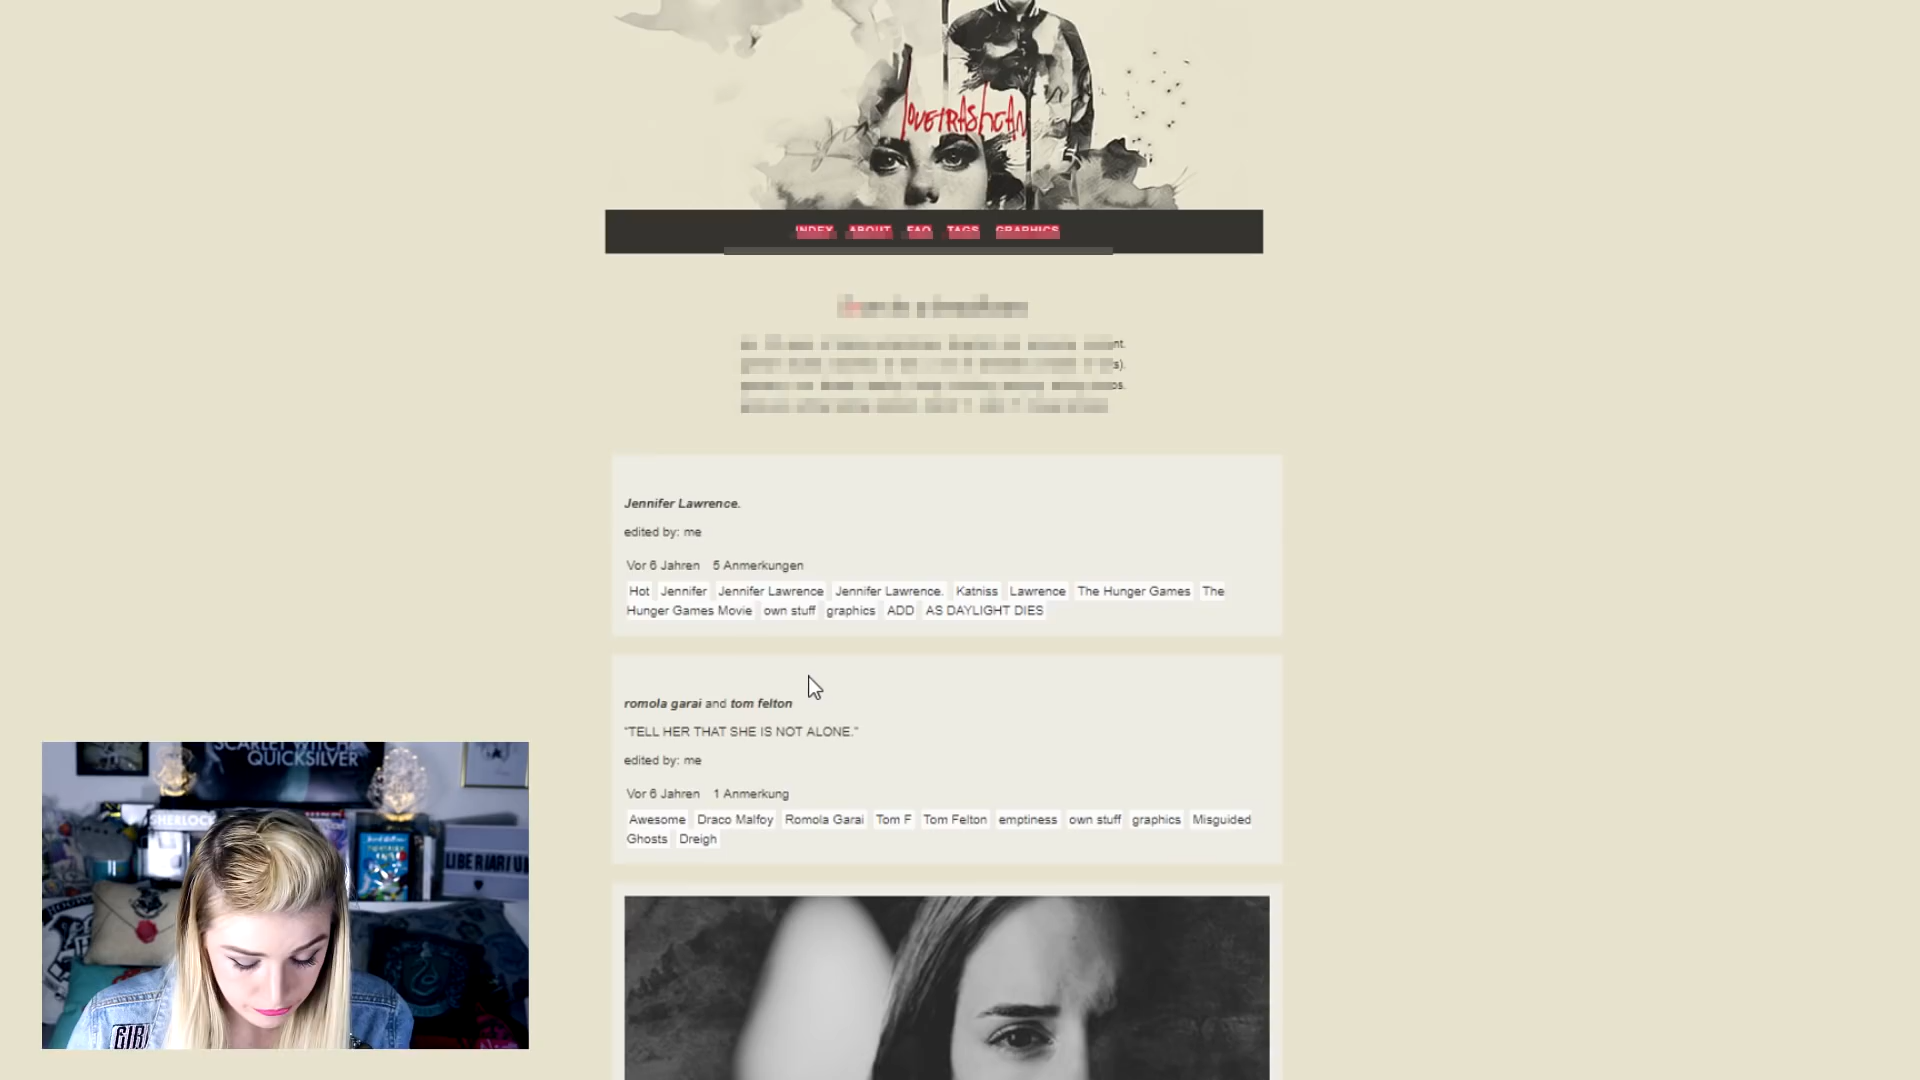 lovetrashcan
INDEX ABOUT FAQ TAGS GRAPHICS
Jennifer Lawrence.
edited by: me
Vor 6 Jahren 5 Anmerkungen
Hot Jennifer Jennifer Lawrence Jennifer Lawrence. Katniss Lawrence The Hunger Games The
Hunger Games Movie own stuff graphics ADD AS DAYLIGHT DIES
romola garai and tom felton
"TELL HER THAT SHE IS NOT ALONE."
edited by: me
Vor 6 Jahren 1 Anmerkung
Awesome Draco Malfoy Romola Garai Tom F Tom Felton emptiness own stuff graphics Misguided
Ghosts Dreigh
SCARLET WITCH
QUICKSILVER
SHERLOCK
LIBERIARIUM
GIRL